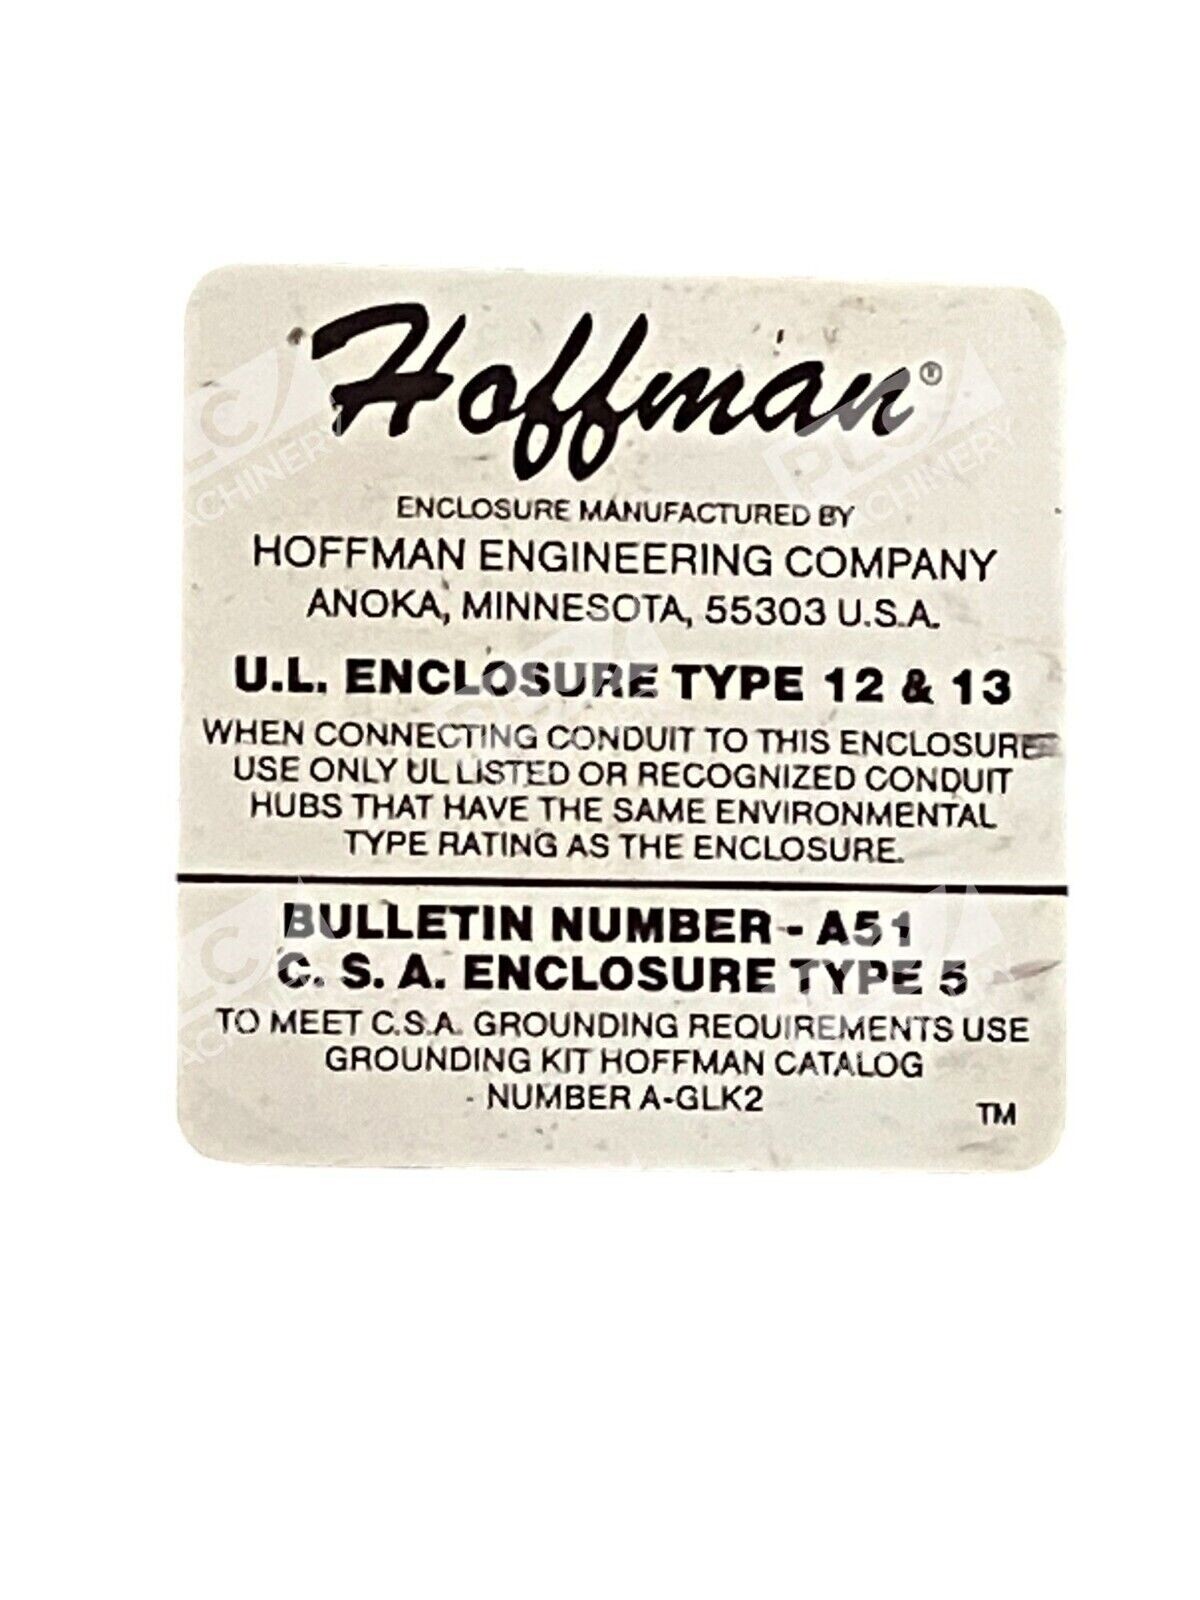 Hoffman®
ENCLOSURE MANUFACTURED BY
HOFFMAN ENGINEERING COMPANY
ANOKA, MINNESOTA, 55303 U.S.A.
U.L. ENCLOSURE TYPE 12 & 13
WHEN CONNECTING CONDUIT TO THIS ENCLOSURE
USE ONLY UL LISTED OR RECOGNIZED CONDUIT
HUBS THAT HAVE THE SAME ENVIRONMENTAL
TYPE RATING AS THE ENCLOSURE.
BULLETIN NUMBER - A51
C. S. A. ENCLOSURE TYPE 5
TO MEET C.S.A. GROUNDING REQUIREMENTS USE
GROUNDING KIT HOFFMAN CATALOG
NUMBER A-GLK2
TM
PLC
MACHINERY